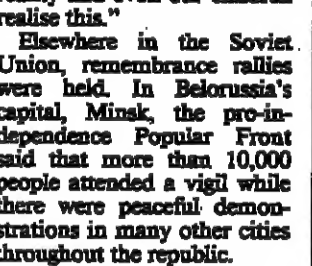 realise this.”
Elsewhere in the Soviet
Union, remembrance rallies
were held. In Belorussia's
capital, Minsk, the pro-in-
dependence Popular Front
said that more than 10,000
people attended a vigil while
there were peaceful demon-
strations in many other cities
throughout the republic.